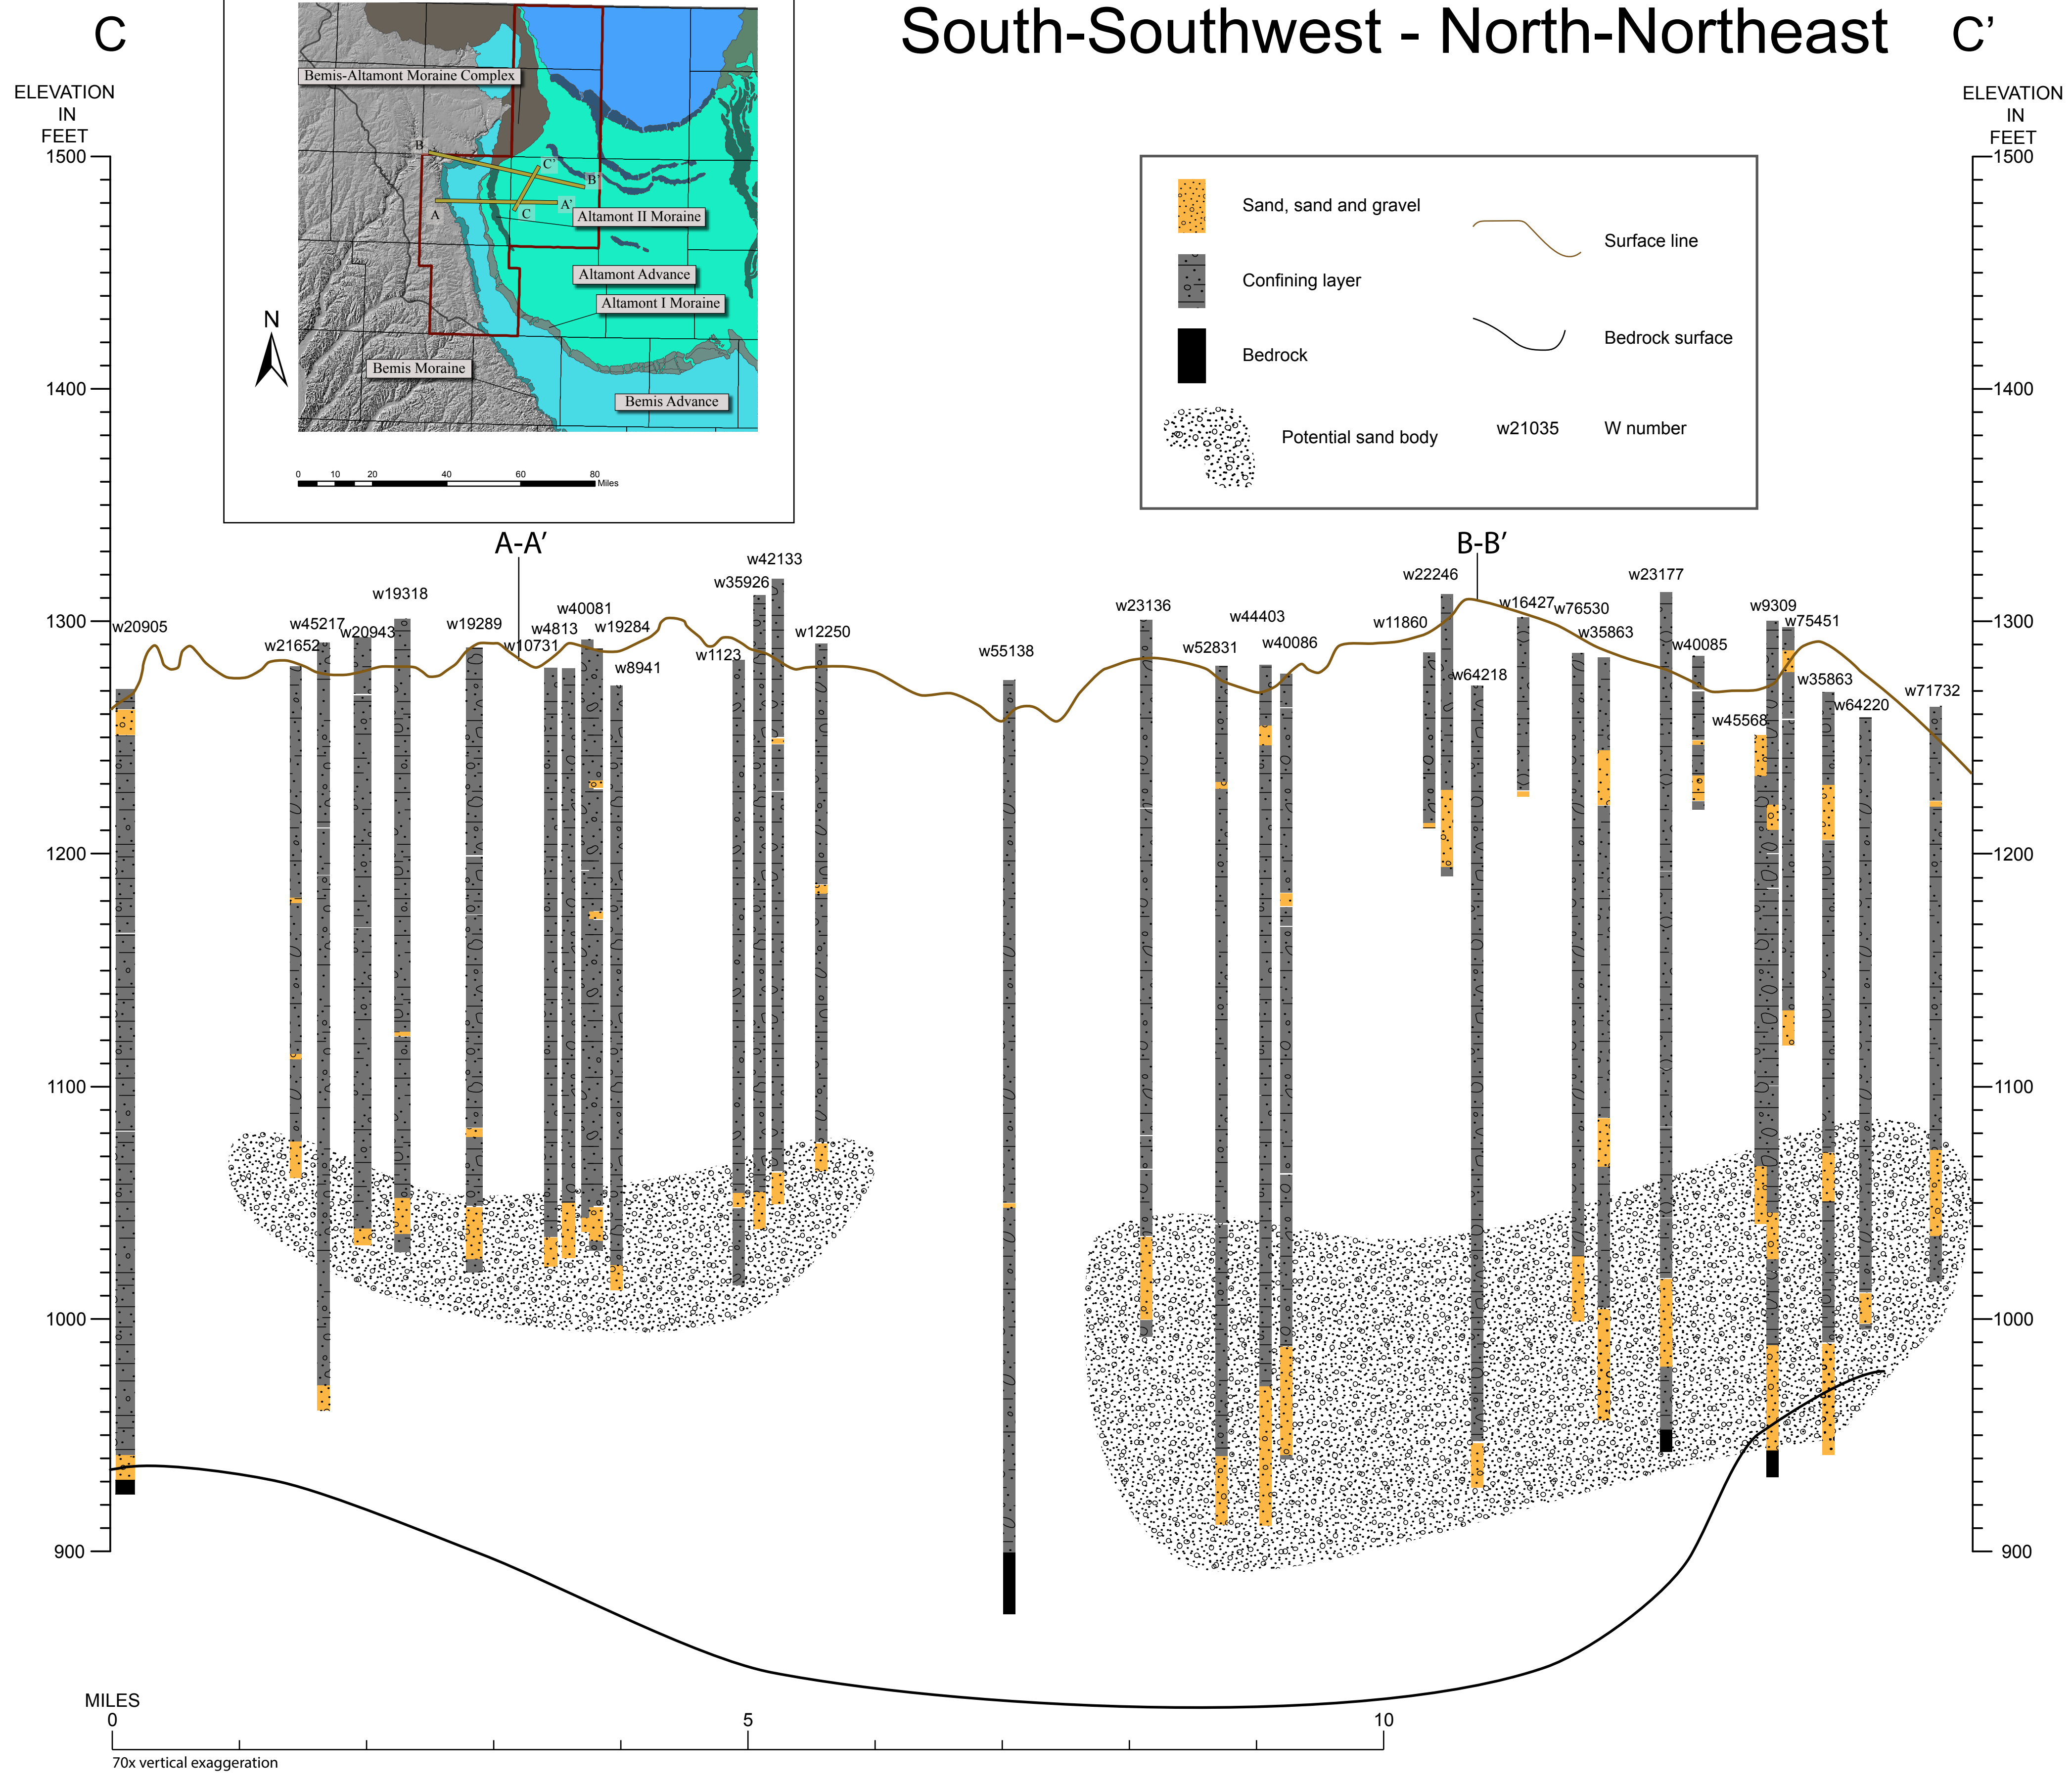 C
South-Southwest - North-Northeast
C’
ELEVATION
IN
FEET
ELEVATION
IN
FEET
Bemis-Altamont Moraine Complex
B
C’
B’
A
C
A’
Altamont II Moraine
Altamont Advance
Altamont I Moraine
Bemis Moraine
Bemis Advance
N
0 10 20 40 60 80
Miles
Sand, sand and gravel
Confining layer
Bedrock
Potential sand body
Surface line
Bedrock surface
w21035 W number
1500
1400
1300
1200
1100
1000
900
1500
1400
1300
1200
1100
1000
900
A-A’
B-B’
w20905
w21652
w45217
w20943
w19318
w19289
w10731
w4813
w40081
w19284
w8941
w1123
w35926
w42133
w12250
w55138
w23136
w52831
w44403
w40086
w11860
w22246
w64218
w16427
w76530
w35863
w23177
w40085
w45568
w9309
w75451
w35863
w64220
w71732
MILES
0 5 10
70x vertical exaggeration